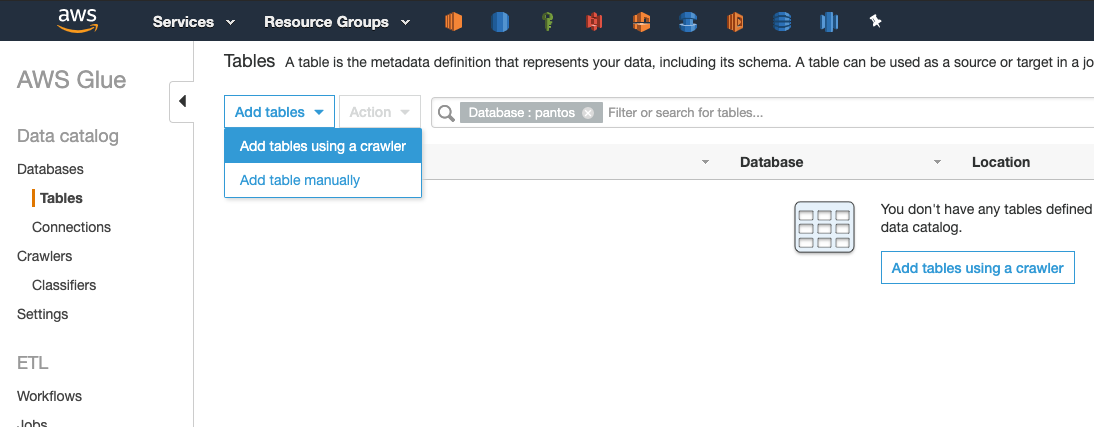 aws Services Resource Groups
AWS Glue
Tables A table is the metadata definition that represents your data, including its schema. A table can be used as a source or target in a jo
Add tables Action Database : pantos Filter or search for tables...
Add tables using a crawler
Add table manually
Database Location
You don't have any tables defined
data catalog.
Add tables using a crawler
Data catalog
Databases
Tables
Connections
Crawlers
Classifiers
Settings
ETL
Workflows
Jobs